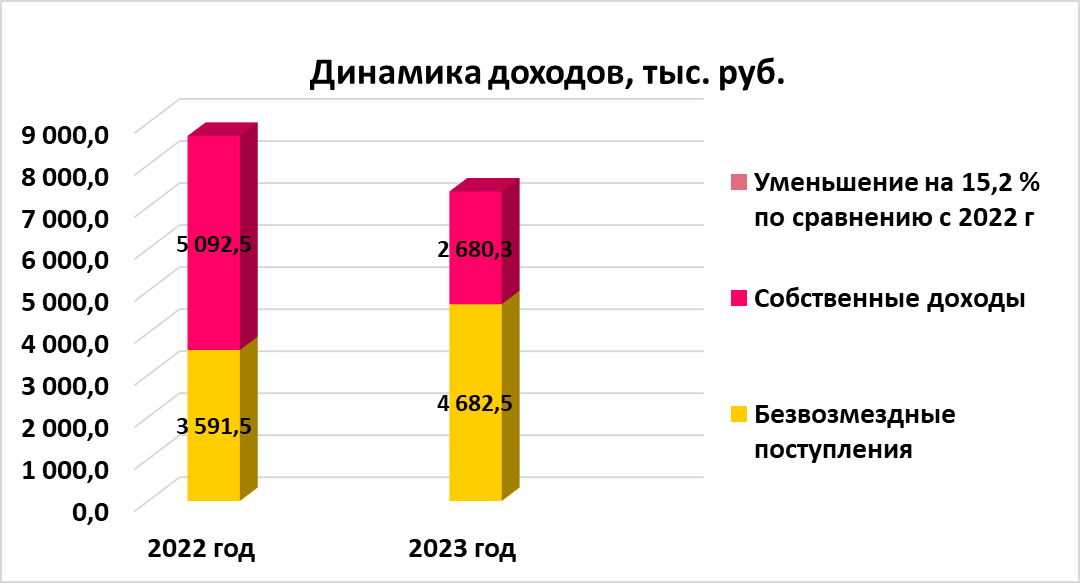 Динамика доходов, тыс. руб.
9 000,0
8 000,0
7 000,0
6 000,0
5 000,0
4 000,0
3 000,0
2 000,0
1 000,0
0,0
5 092,5
3 591,5
2 680,3
4 682,5
2022 год
2023 год
Уменьшение на 15,2 %
по сравнению с 2022 г
Собственные доходы
Безвозмездные
поступления